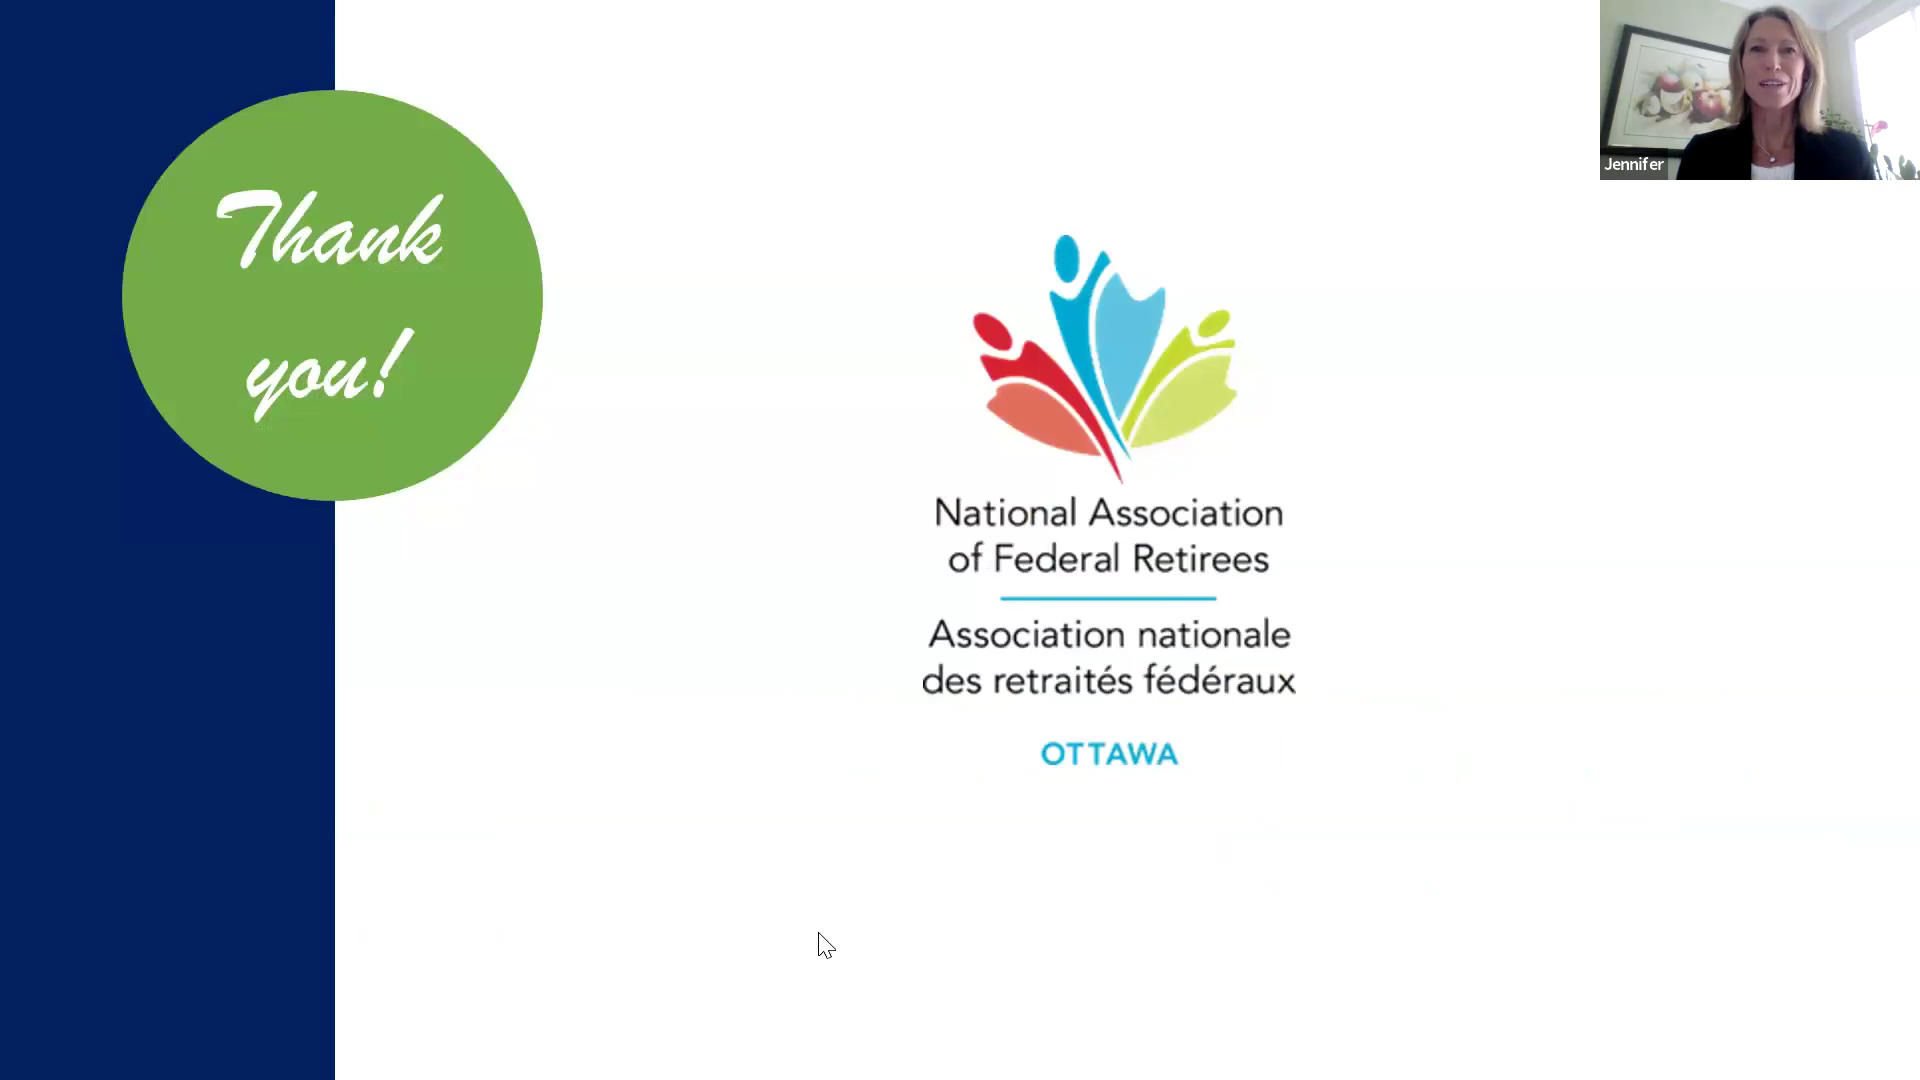 Thank
you!
Jennifer
National Association
of Federal Retirees
Association nationale
des retraités fédéraux
OTTAWA